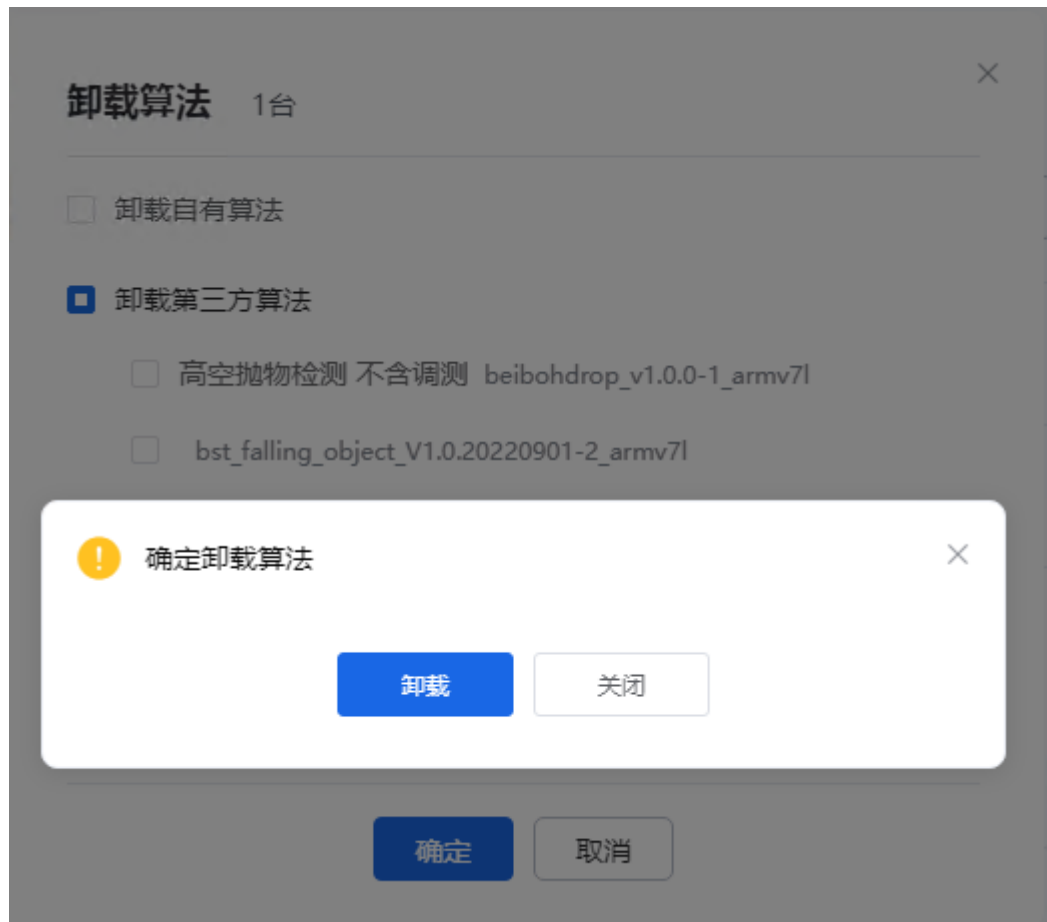 卸载算法 1台
卸载自有算法
卸载第三方算法
高空抛物检测 不含调测 beibohdrop_v1.0.0-1_armv7l
bst_falling_object_V1.0.20220901-2_armv7l
确定卸载算法
卸载 关闭
确定 取消